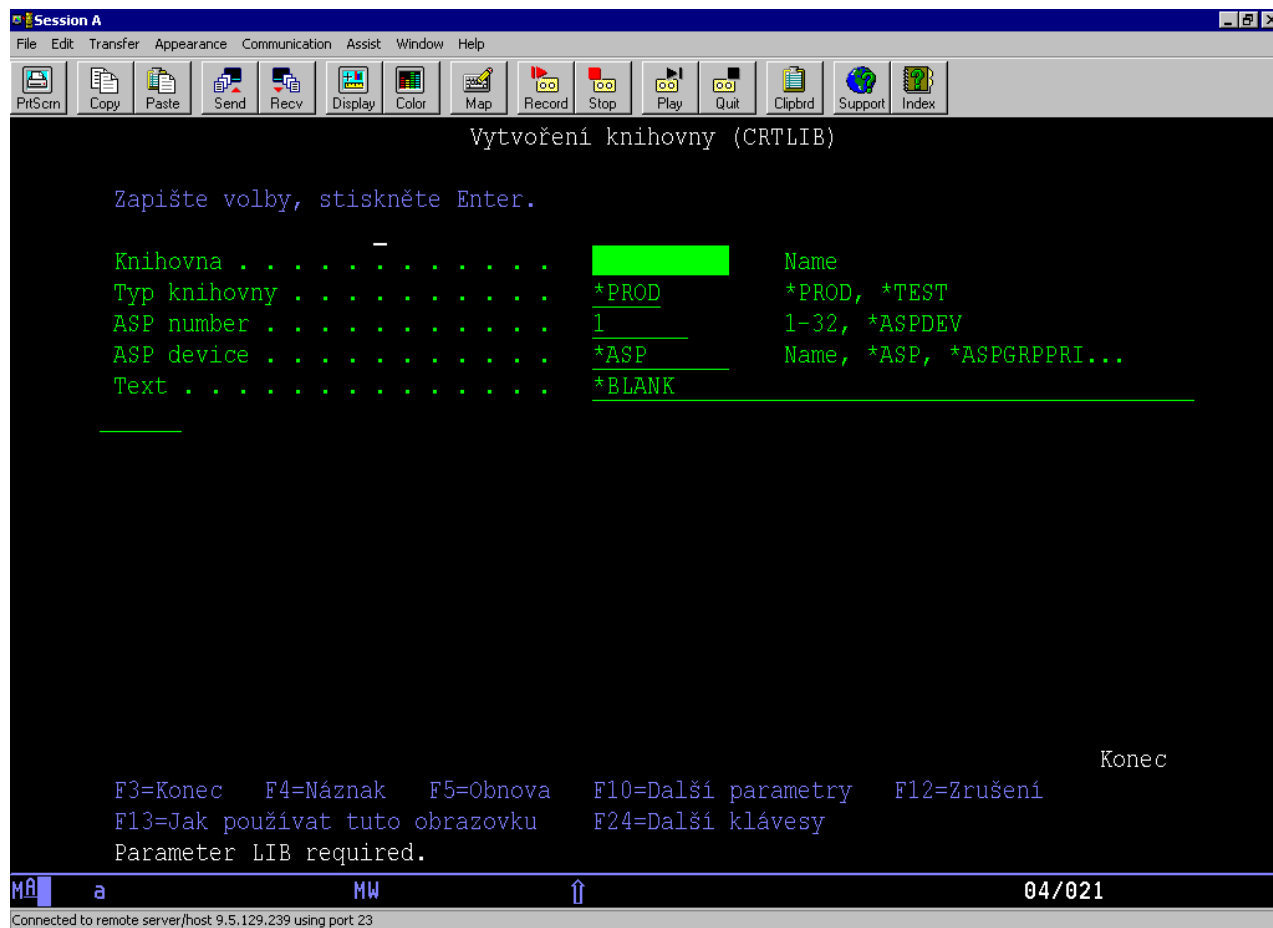 Session A
File Edit Transfer Appearance Communication Assist Window Help
PrtScrn Copy Paste Send Recv Display Color Map Record Stop Play Quit Clipbrd Support Index
Vytvoření knihovny (CRTLIB)
Zapište volby, stiskněte Enter.
Knihovna . . . . . . . . . . . . Name
Typ knihovny . . . . . . . . . . *PROD *PROD, *TEST
ASP number . . . . . . . . . . . 1 1-32, *ASPDEV
ASP device . . . . . . . . . . . *ASP Name, *ASP, *ASPGRPPRI...
Text . . . . . . . . . . . . . . *BLANK
Konec
F3=Konec F4=Náznak F5=Obnova F10=Další parametry F12=Zrušení
F13=Jak používat tuto obrazovku F24=Další klávesy
Parameter LIB required.
MA a MW ⇧ 04/021
Connected to remote server/host 9.5.129.239 using port 23